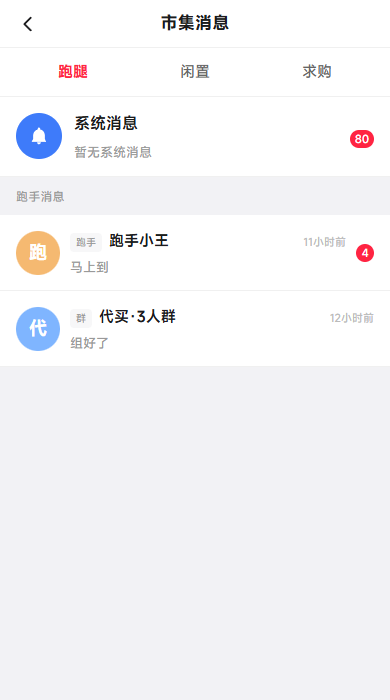 市集消息
跑腿 闲置 求购
系统消息
暂无系统消息
80
跑手消息
跑
跑手 跑手小王
11小时前
马上到
4
代
群 代买·3人群
12小时前
组好了